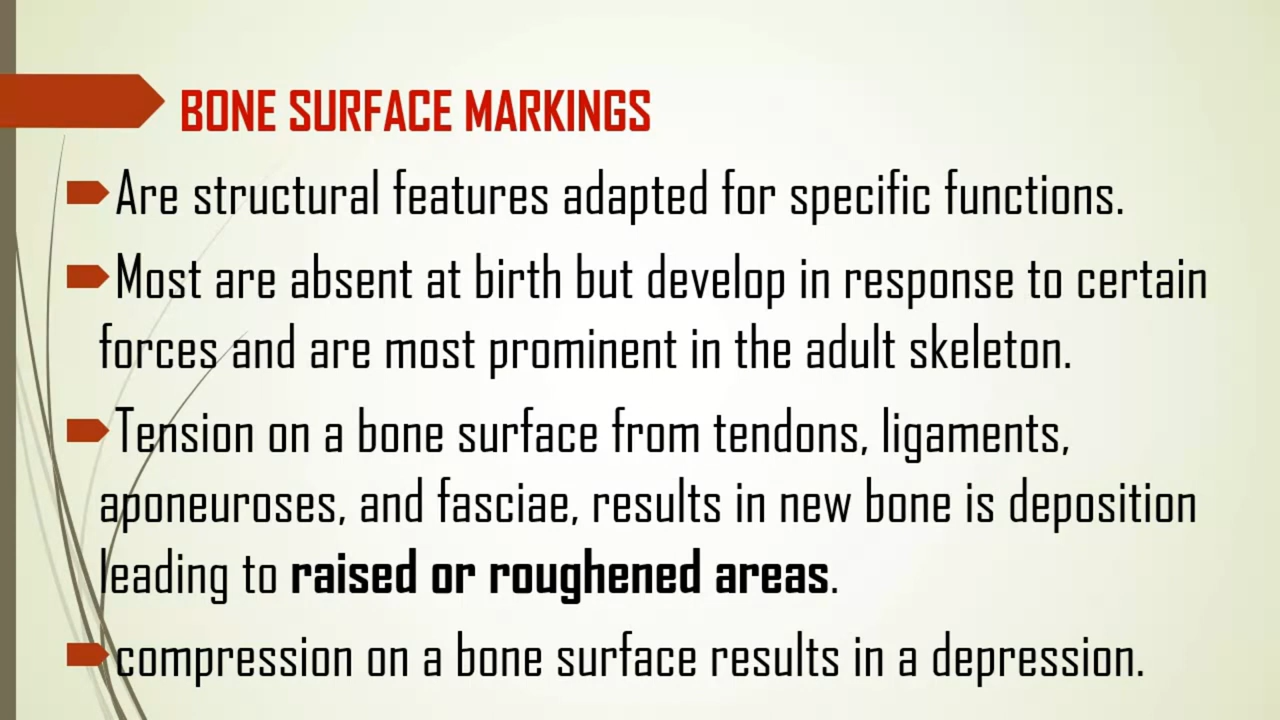 BONE SURFACE MARKINGS
Are structural features adapted for specific functions.
Most are absent at birth but develop in response to certain
forces and are most prominent in the adult skeleton.
Tension on a bone surface from tendons, ligaments,
aponeuroses, and fasciae, results in new bone is deposition
leading to raised or roughened areas.
compression on a bone surface results in a depression.